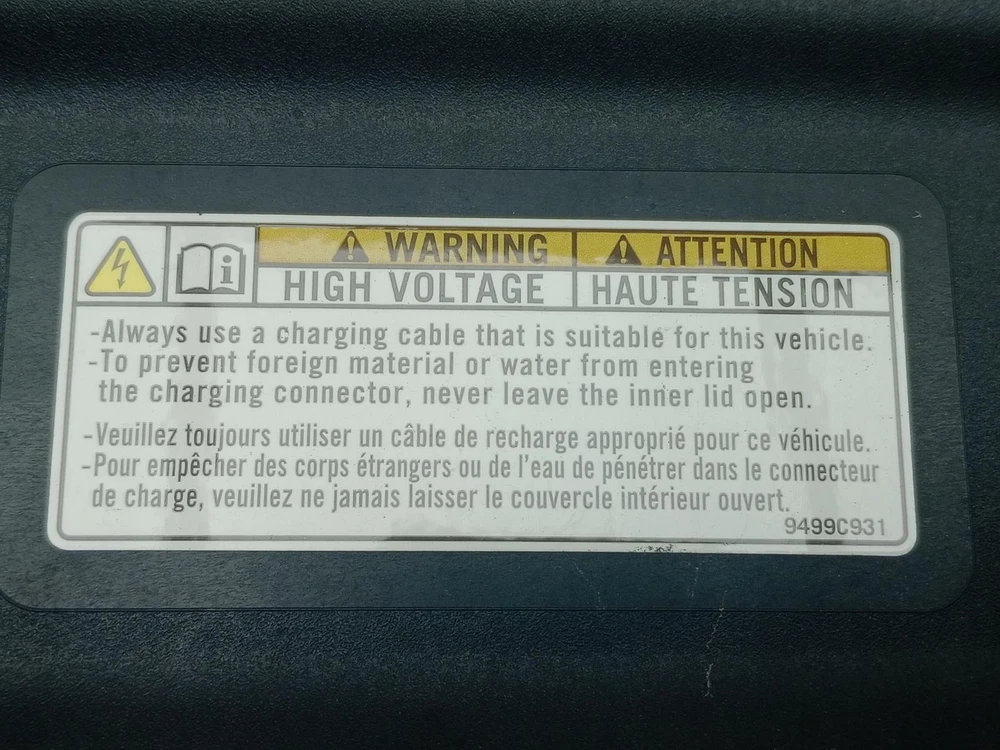 WARNING
ATTENTION
HIGH VOLTAGE
HAUTE TENSION
-Always use a charging cable that is suitable for this vehicle.
-To prevent foreign material or water from entering
the charging connector, never leave the inner lid open.
-Veuillez toujours utiliser un câble de recharge approprié pour ce véhicule.
-Pour empêcher des corps étrangers ou de l'eau de pénétrer dans le connecteur
de charge, veuillez ne jamais laisser le couvercle intérieur ouvert.
9499C931